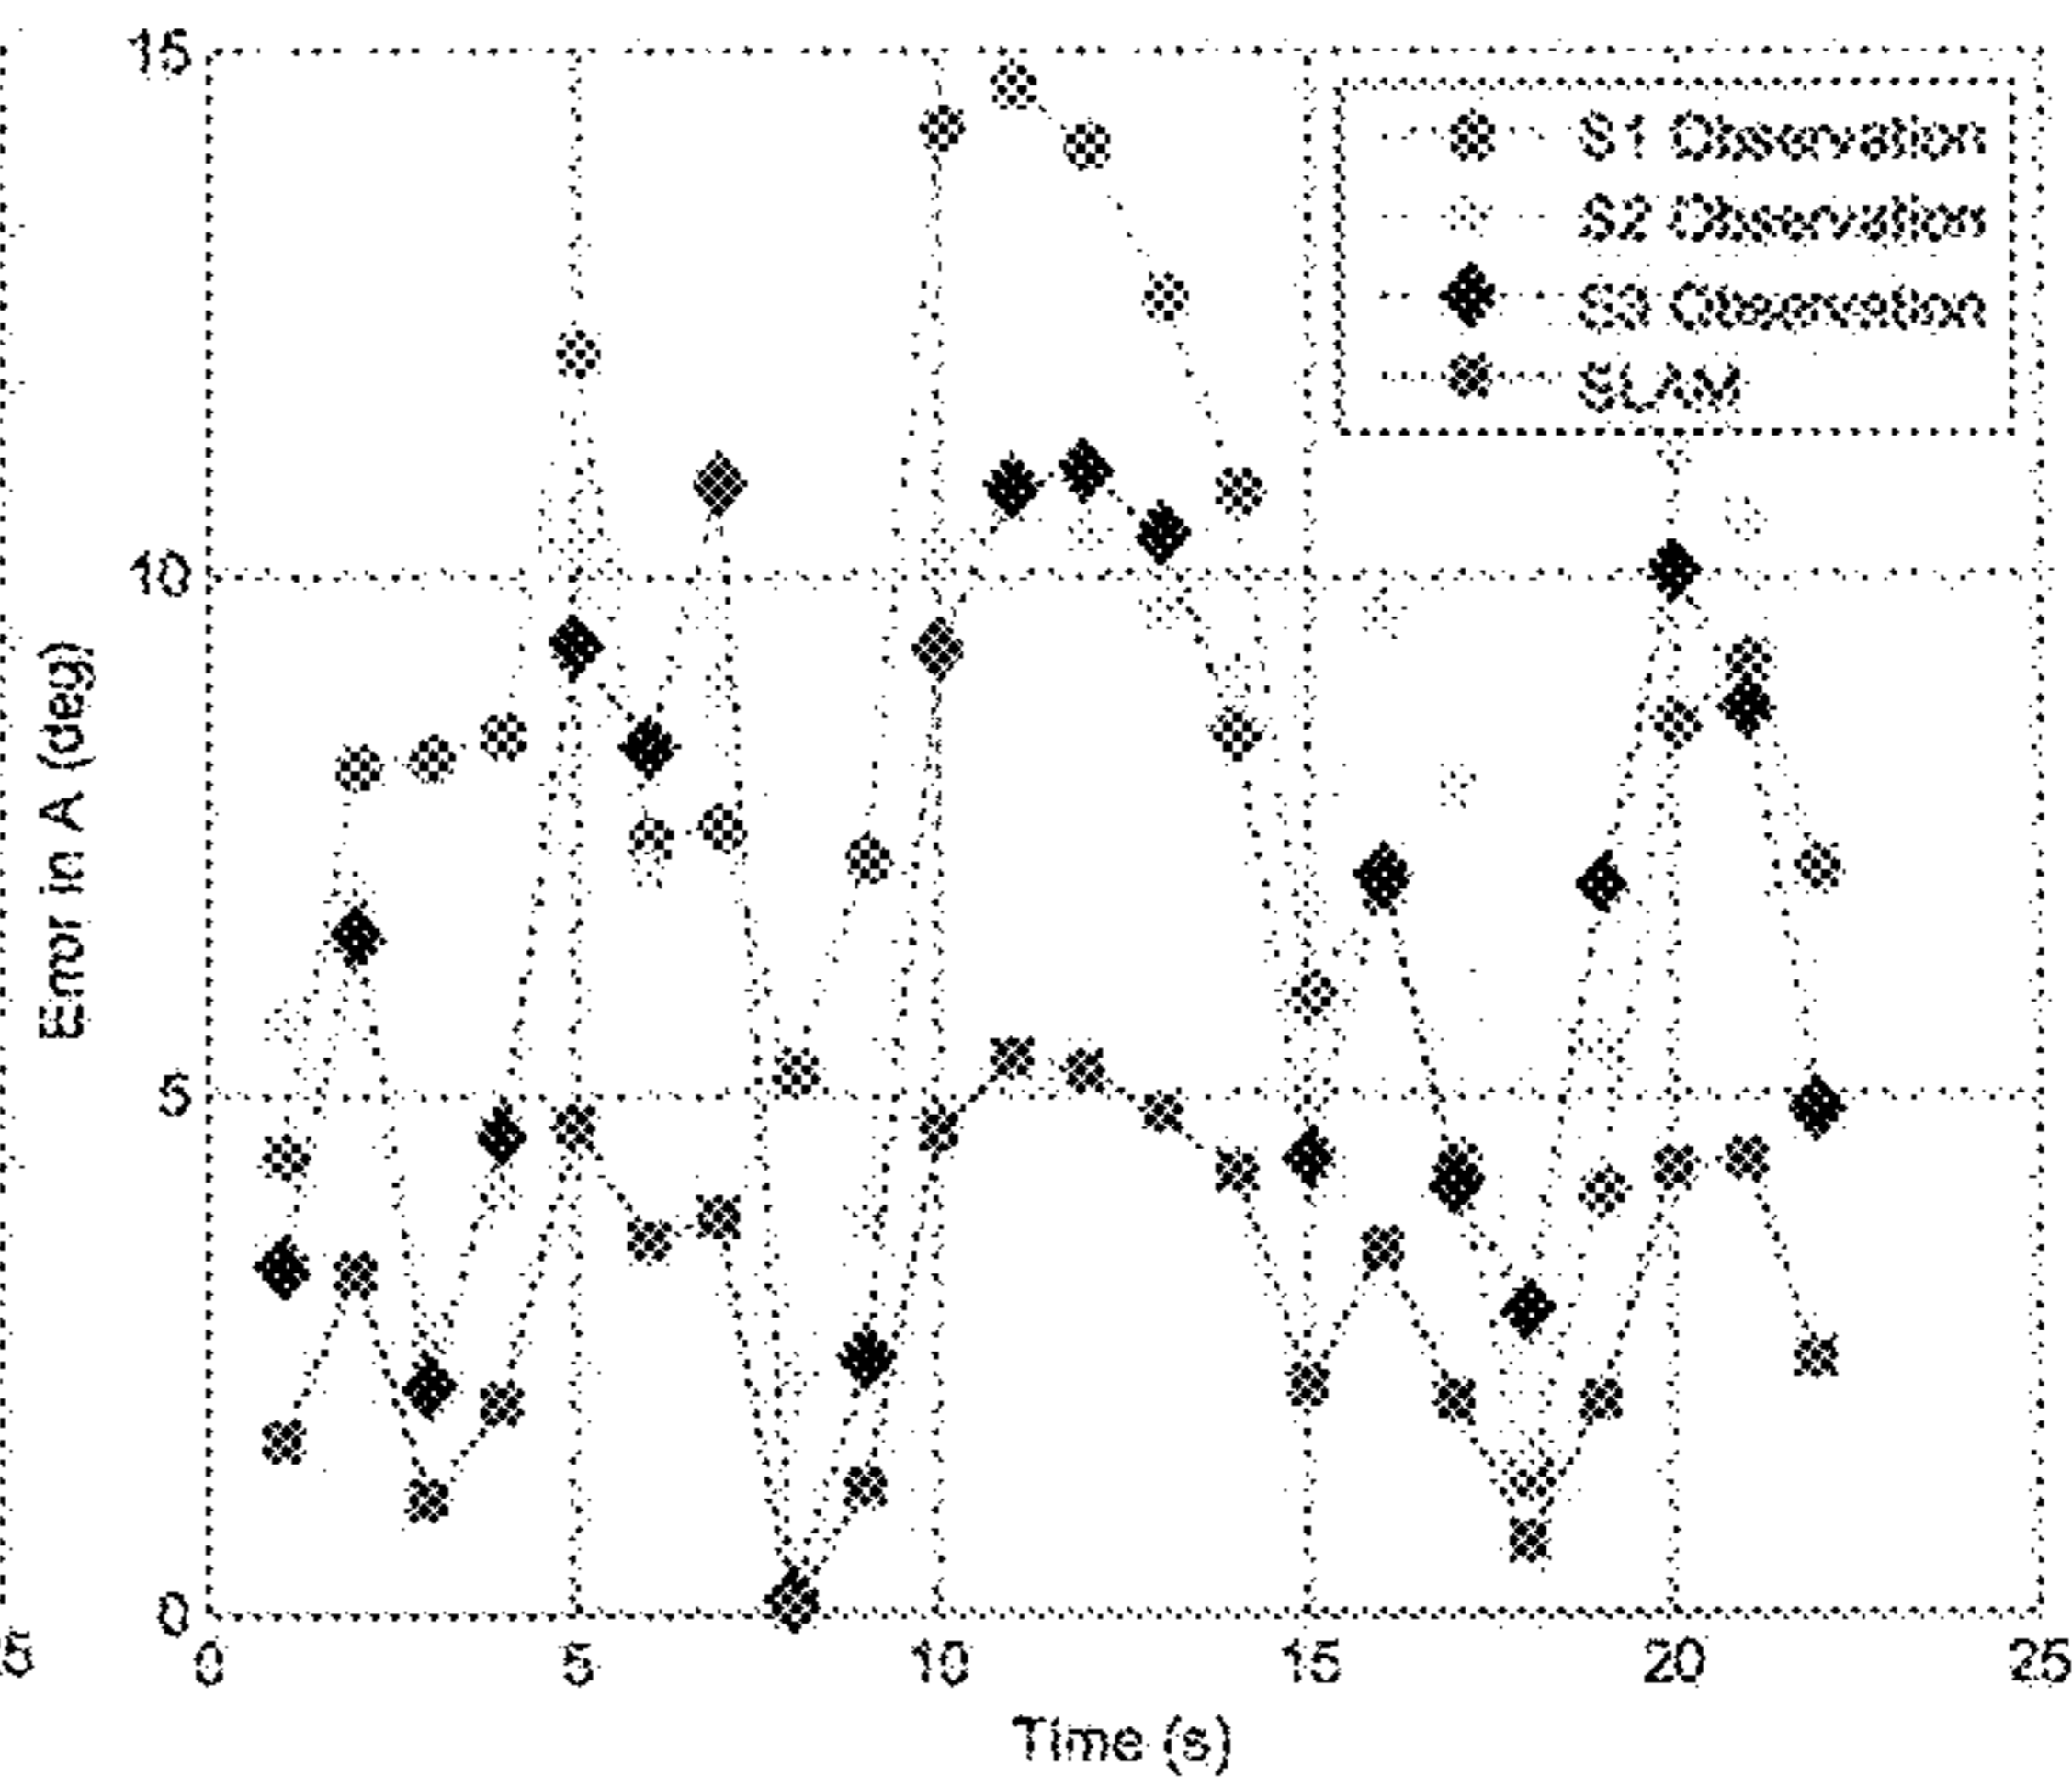 15
10
5
0
Error in A (deg)
S1 Observation
S2 Observation
S3 Observation
SLAM
0 5 10 15 20 25
Time (s)